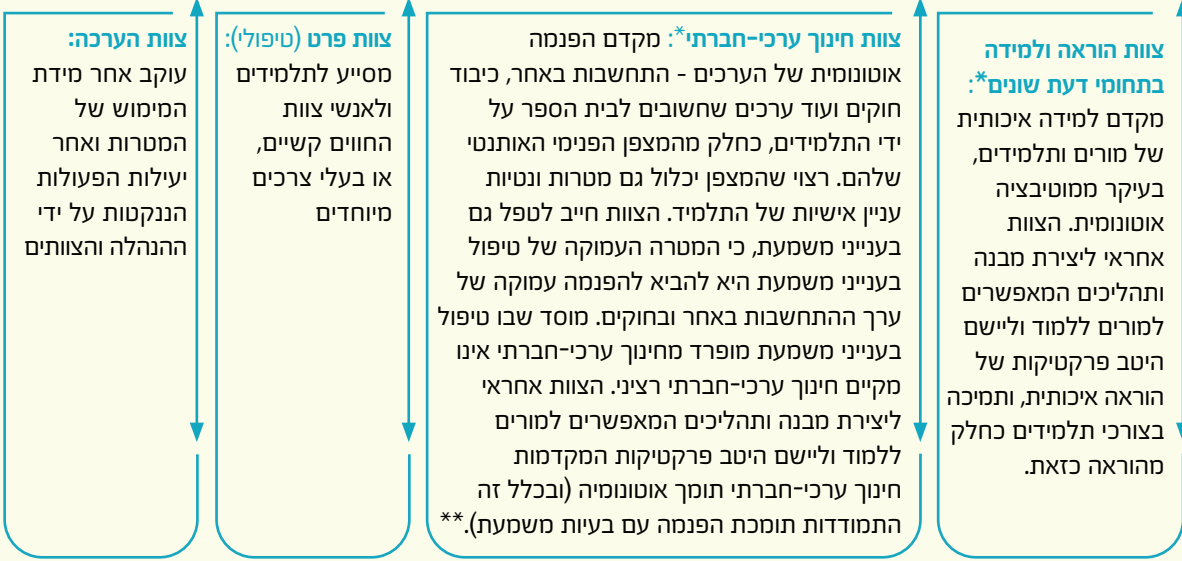 צוות הוראה ולמידה
בתחומי דעת שונים*:
מקדם למידה איכותית
של מורים ותלמידים,
בעיקר ממוטיבציה
אוטונומית. הצוות
אחראי ליצירת מבנה
ותהליכים המאפשרים
למורים ללמוד וליישם
היטב פרקטיקות של
הוראה איכותית, ותמיכה
בצורכי תלמידים כחלק
מהוראה כזאת.
צוות חינוך ערכי-חברתי*: מקדם הפנמה
אוטונומית של הערכים - התחשבות באחר, כיבוד
חוקים ועוד ערכים שחשובים לבית הספר על
ידי התלמידים, כחלק מהמצפן הפנימי האותנטי
שלהם. רצוי שהמצפן יכלול גם מטרות ונטיות
עניין אישיות של התלמיד. הצוות חייב לטפל גם
בענייני משמעת, כי המטרה העמוקה של טיפול
בענייני משמעת היא להביא להפנמה עמוקה של
ערך ההתחשבות באחר ובחוקים. מוסד שבו טיפול
בענייני משמעת מופרד מחינוך ערכי-חברתי אינו
מקיים חינוך ערכי-חברתי רציני. הצוות אחראי
ליצירת מבנה ותהליכים המאפשרים למורים
ללמוד וליישם היטב פרקטיקות המקדמות
חינוך ערכי-חברתי תומך אוטונומיה (ובכלל זה
התמודדות תומכת הפנמה עם בעיות משמעת).**
צוות פרט (טיפולי):
מסייע לתלמידים
ולאנשי צוות
החווים קשיים,
או בעלי צרכים
מיוחדים
צוות הערכה:
עוקב אחר מידת
המימוש של
המטרות ואחר
יעילות הפעולות
הננקטות על ידי
ההנהלה והצוותים